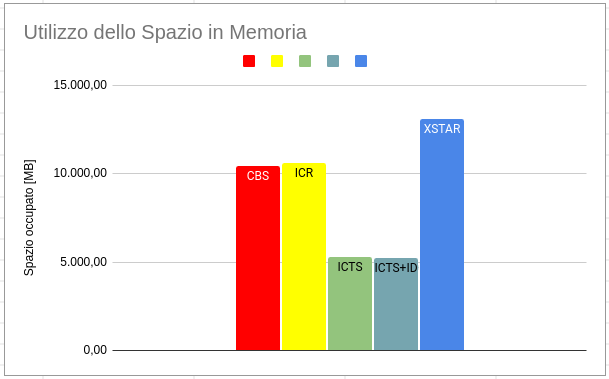 Utilizzo dello Spazio in Memoria
15.000,00
10.000,00
5.000,00
0,00
Spazio occupato [MB]
CBS
ICR
ICTS
ICTS+ID
XSTAR